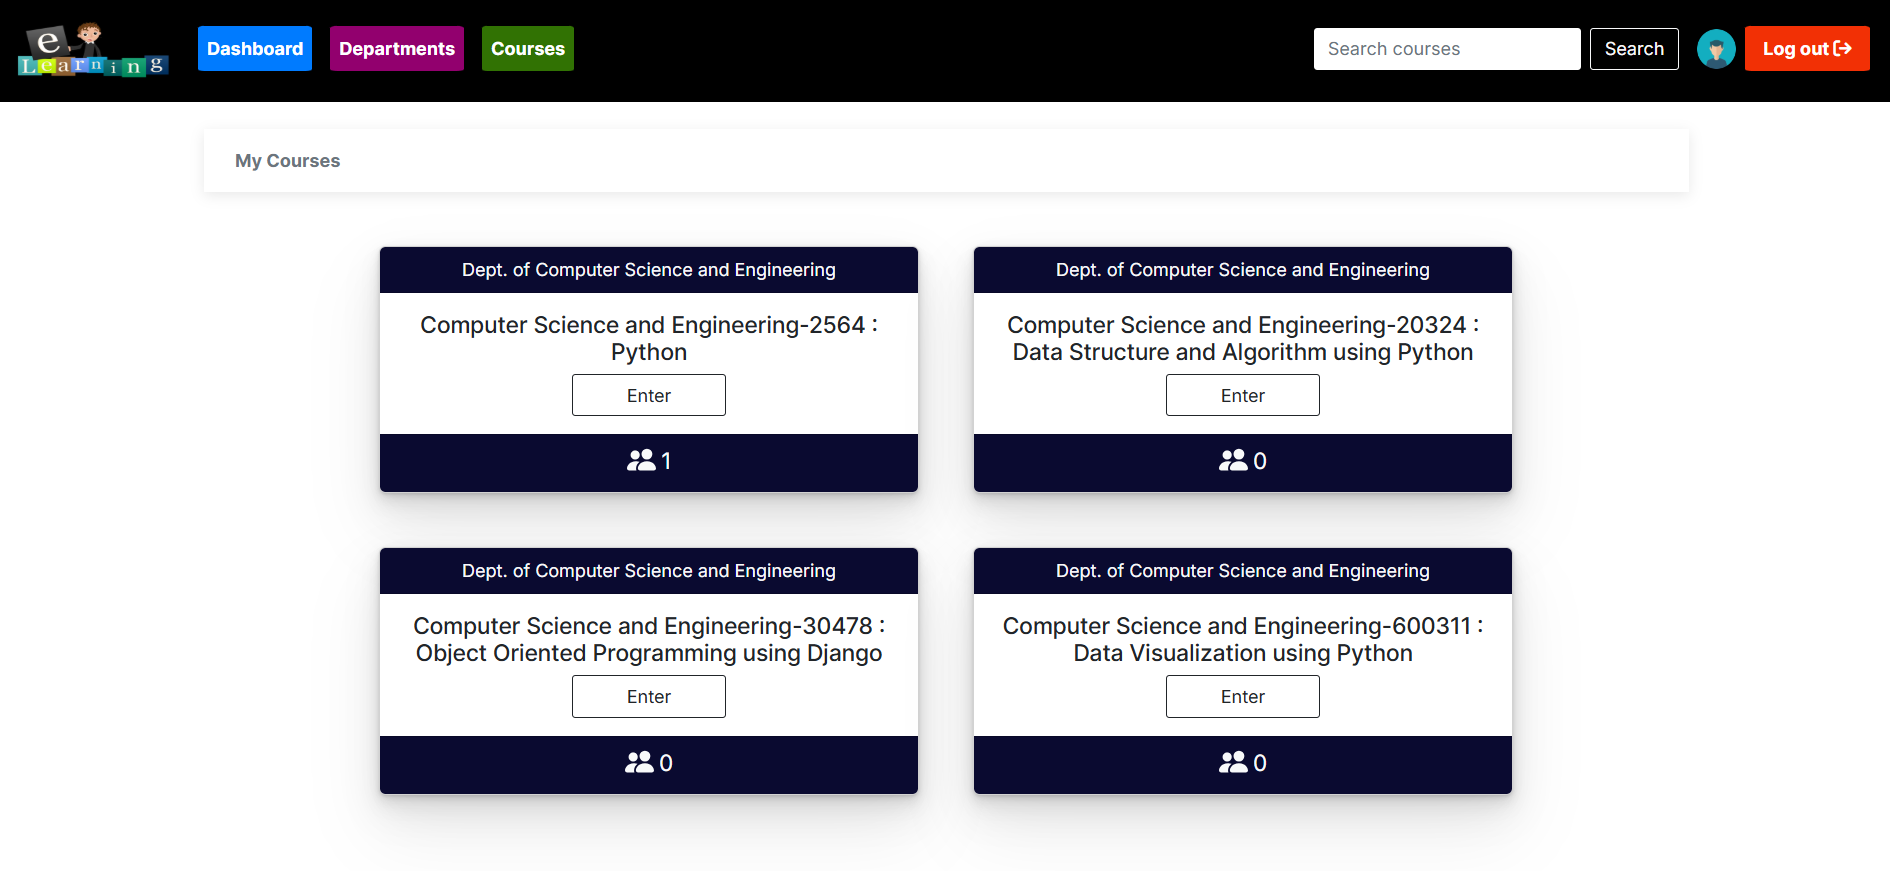 e
Learning
Dashboard
Departments
Courses
Search courses
Search
Log out
My Courses
Dept. of Computer Science and Engineering
Computer Science and Engineering-2564 :
Python
Enter
1
Dept. of Computer Science and Engineering
Computer Science and Engineering-20324 :
Data Structure and Algorithm using Python
Enter
0
Dept. of Computer Science and Engineering
Computer Science and Engineering-30478 :
Object Oriented Programming using Django
Enter
0
Dept. of Computer Science and Engineering
Computer Science and Engineering-600311 :
Data Visualization using Python
Enter
0